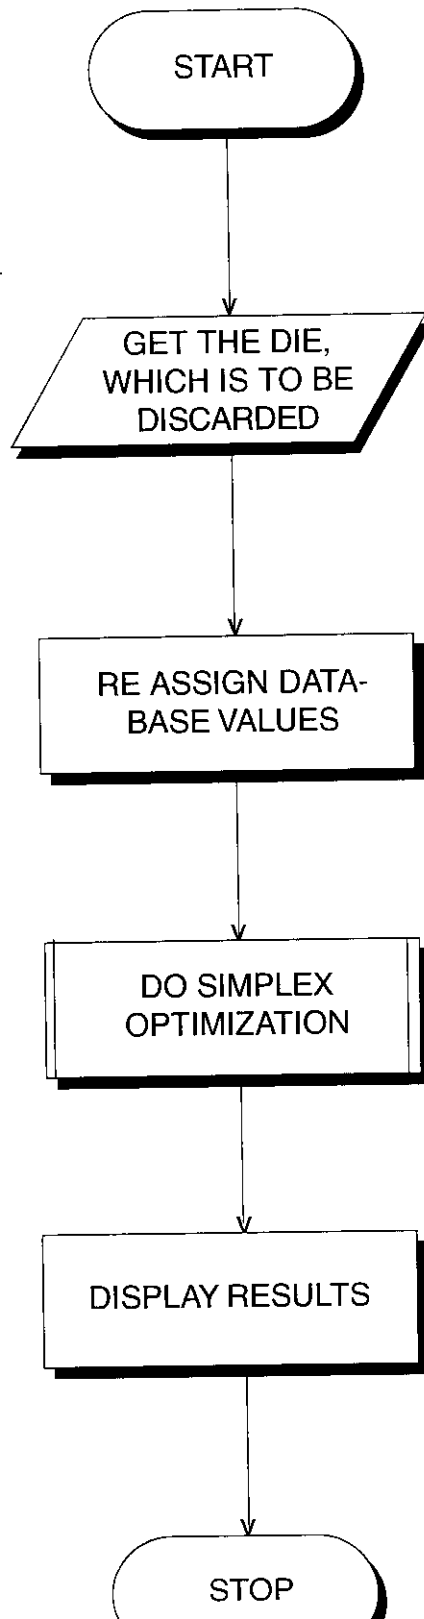 START
GET THE DIE,
WHICH IS TO BE
DISCARDED
RE ASSIGN DATA-
BASE VALUES
DO SIMPLEX
OPTIMIZATION
DISPLAY RESULTS
STOP